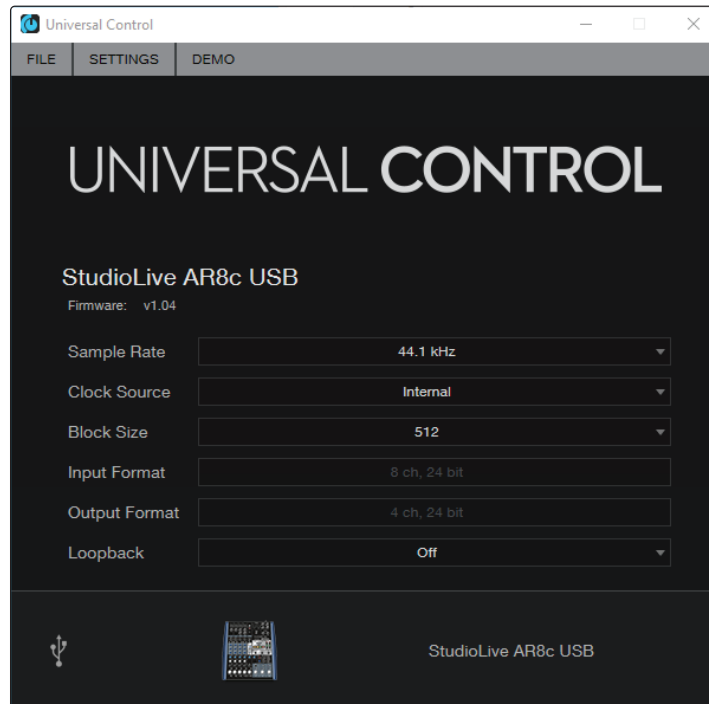 Universal Control
FILE SETTINGS DEMO
UNIVERSAL CONTROL
StudioLive AR8c USB
Firmware: v1.04
Sample Rate 44.1 kHz
Clock Source Internal
Block Size 512
Input Format 8 ch, 24 bit
Output Format 4 ch, 24 bit
Loopback Off
StudioLive AR8c USB